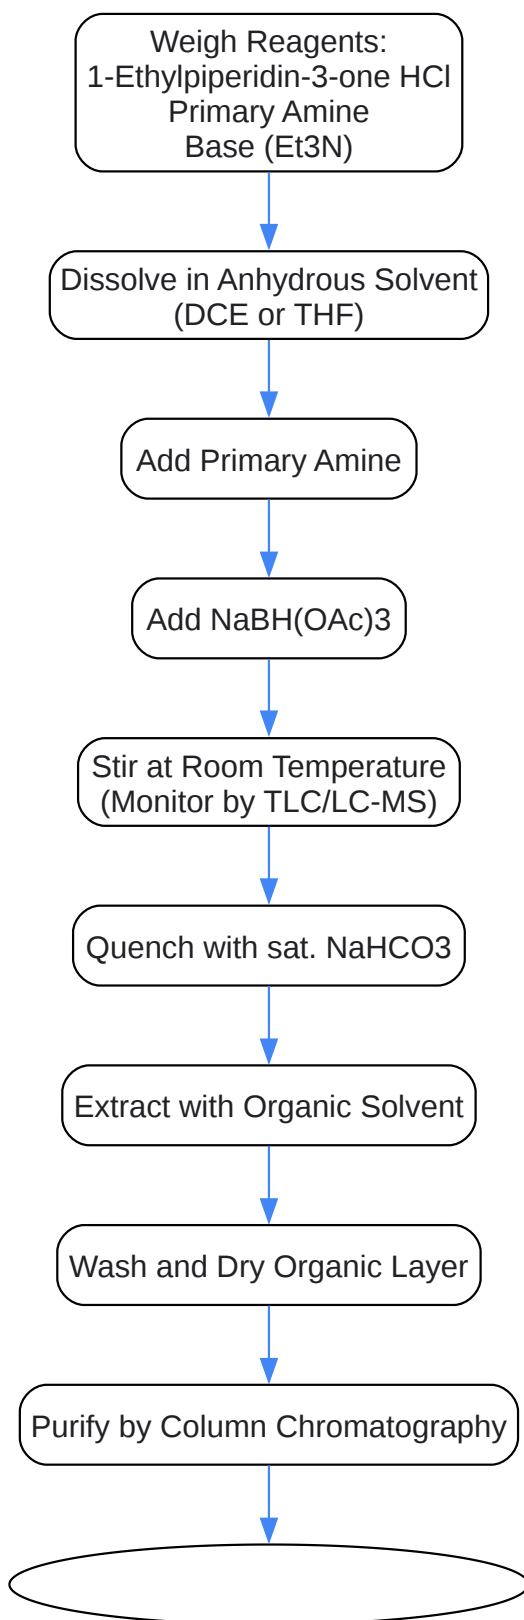 Weigh Reagents:
1-Ethylpiperidin-3-one HCl
Primary Amine
Base (Et3N)
Dissolve in Anhydrous Solvent
(DCE or THF)
Add Primary Amine
Add NaBH(OAc)3
Stir at Room Temperature
(Monitor by TLC/LC-MS)
Quench with sat. NaHCO3
Extract with Organic Solvent
Wash and Dry Organic Layer
Purify by Column Chromatography